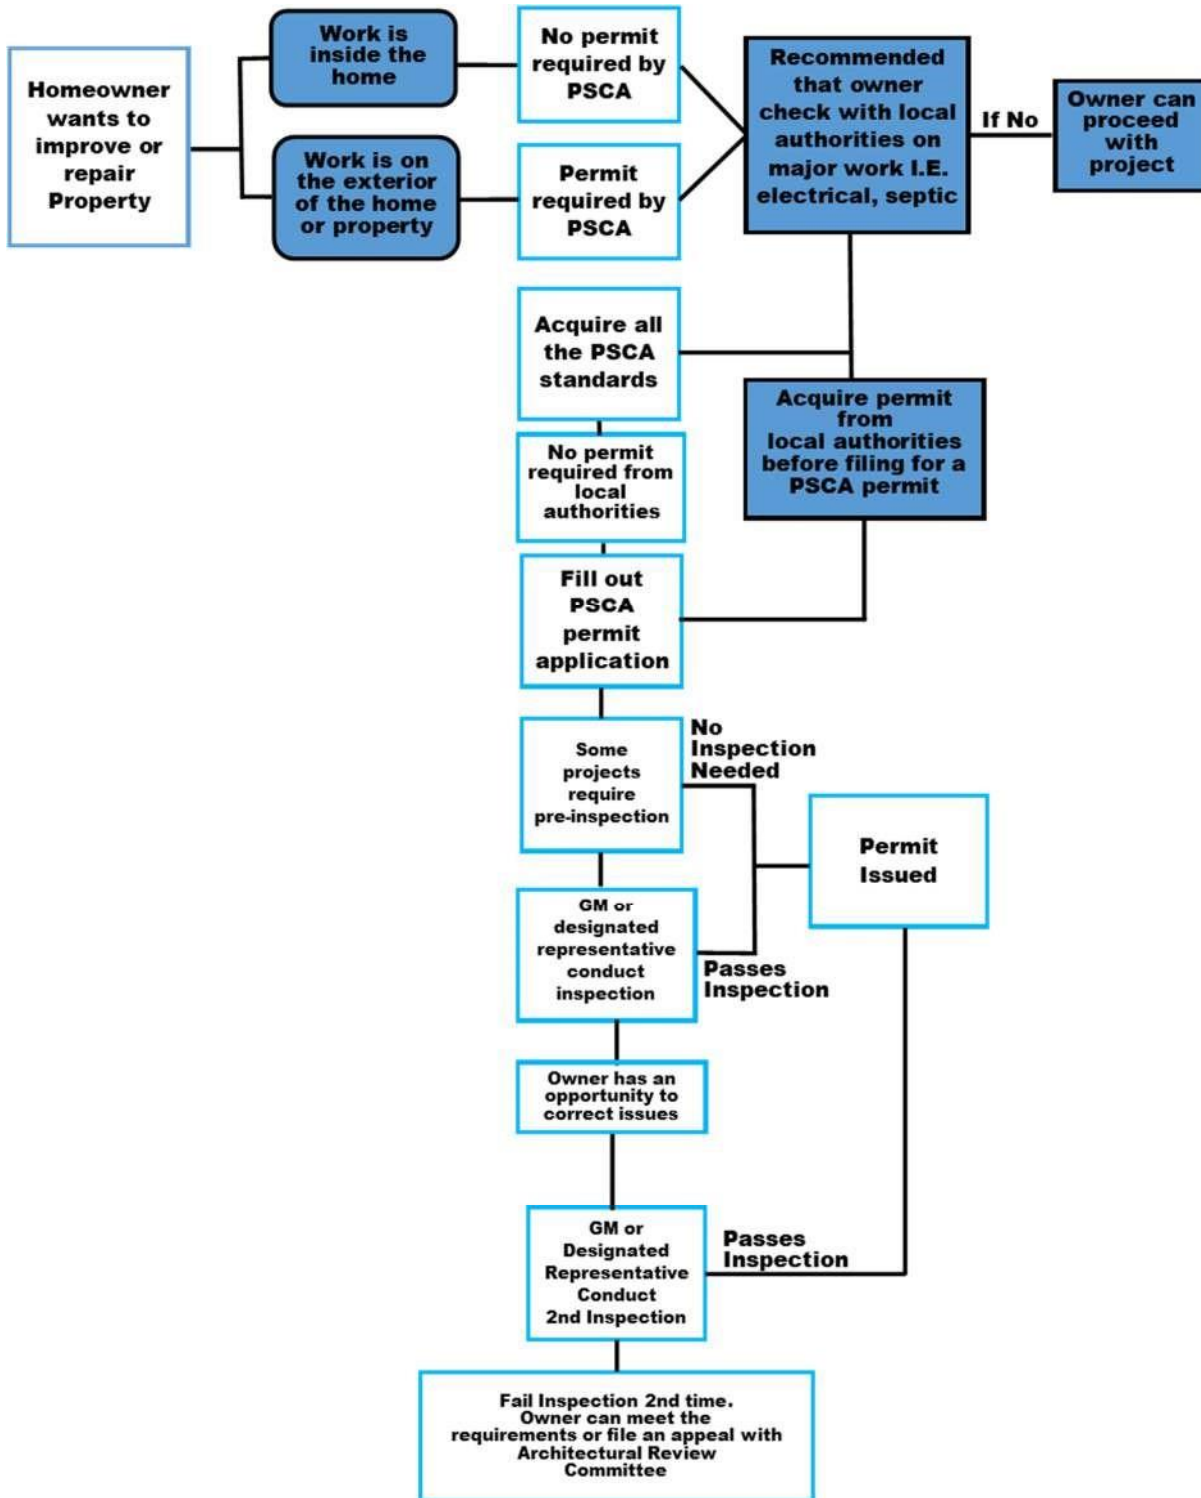 Homeowner
wants to
improve or
repair
Property
Work is
inside the
home
Work is on
the exterior
of the home
or property
No permit
required by
PSCA
Permit
required by
PSCA
Recommended
that owner
check with local
authorities on
major work I.E.
electrical, septic
If No
Owner can
proceed
with
project
Acquire all
the PSCA
standards
Acquire permit
from
local authorities
before filing for a
PSCA permit
No permit
required from
local
authorities
Fill out
PSCA
permit
application
Some
projects
require
pre-inspection
No
Inspection
Needed
Permit
Issued
GM or
designated
representative
conduct
inspection
Passes
Inspection
Owner has an
opportunity to
correct issues
GM or
Designated
Representative
Conduct
2nd Inspection
Passes
Inspection
Fail Inspection 2nd time.
Owner can meet the
requirements or file an appeal with
Architectural Review
Committee